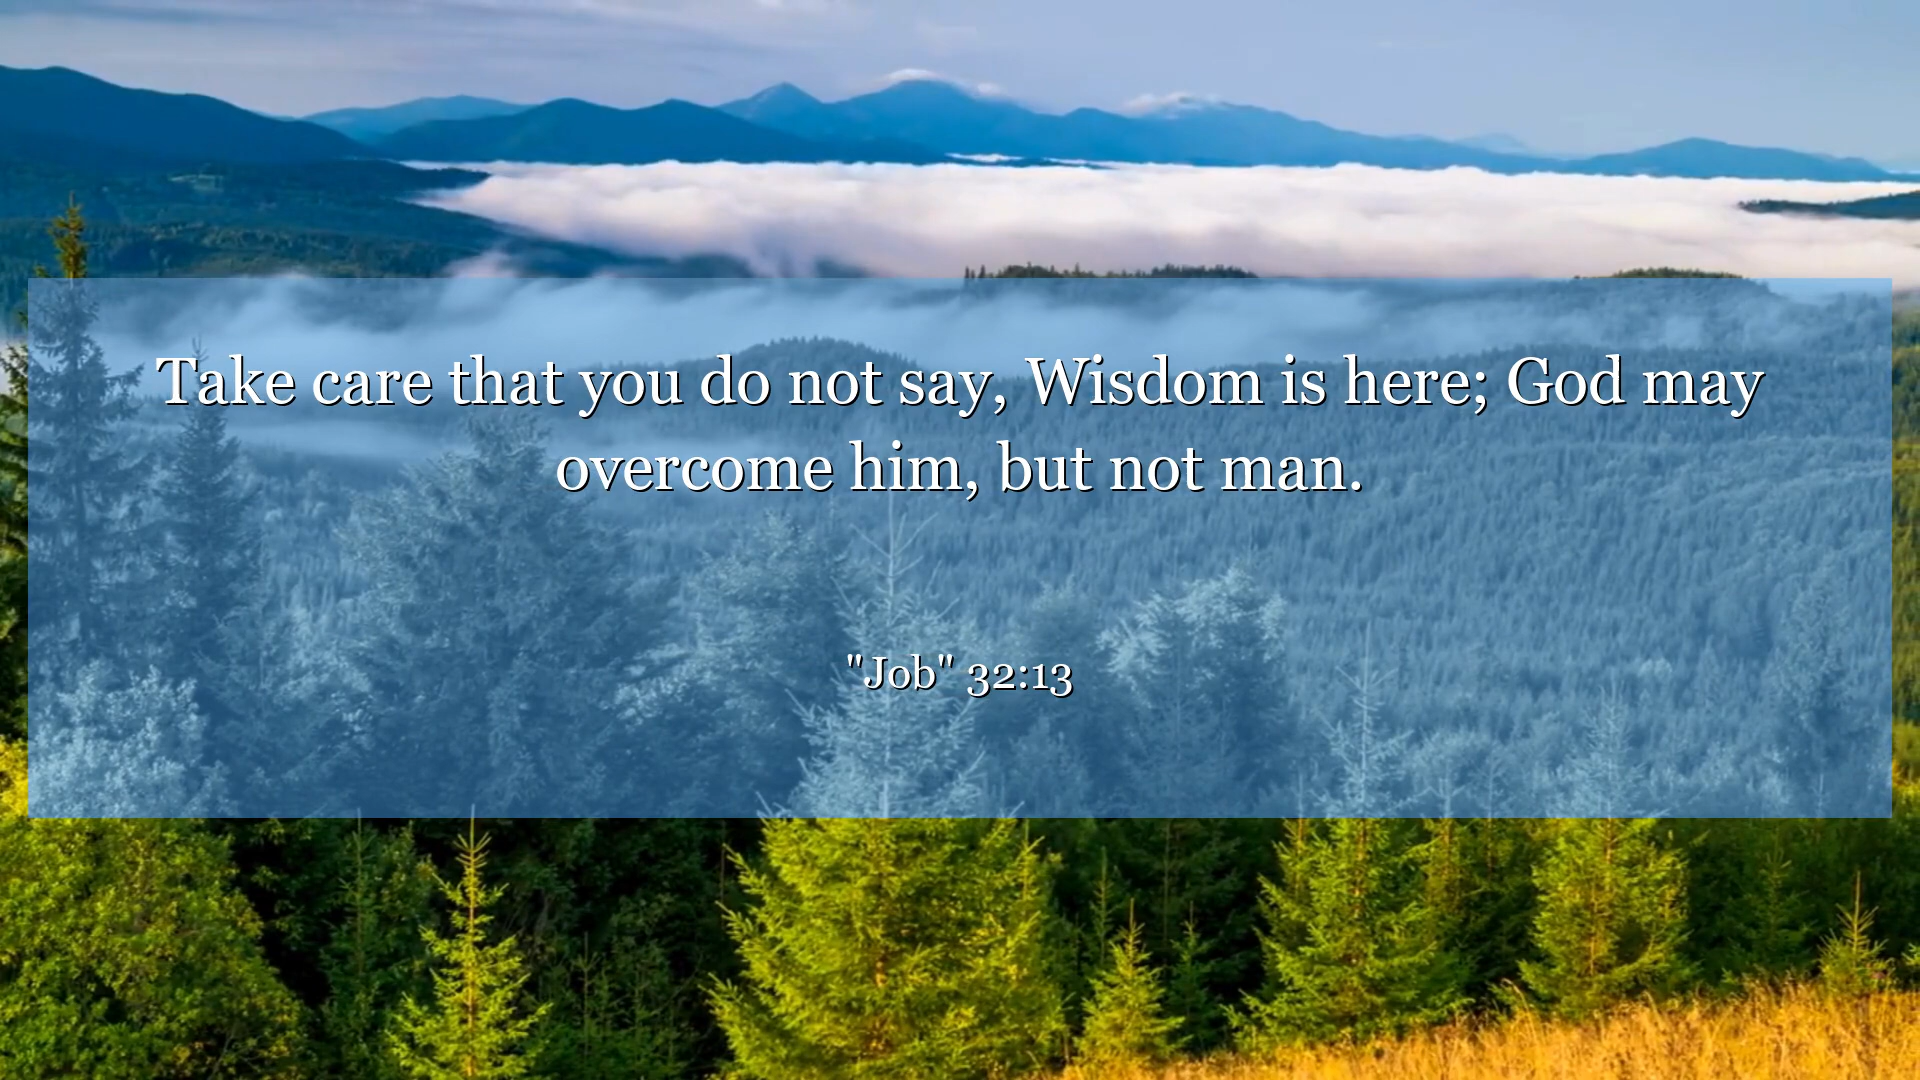 Take care that you do not say, Wisdom is here; God may
overcome him, but not man.
"Job" 32:13